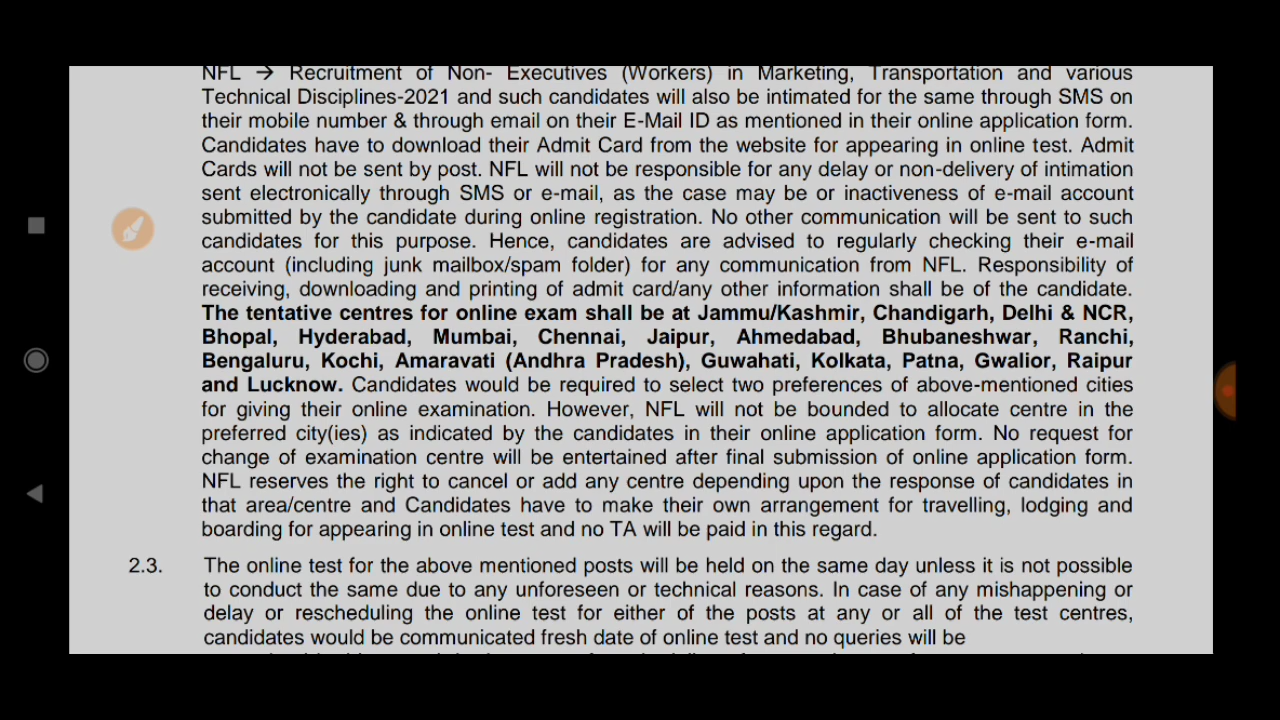 NFL → Recruitment of Non- Executives (Workers) in Marketing, Transportation and various
Technical Disciplines-2021 and such candidates will also be intimated for the same through SMS on
their mobile number & through email on their E-Mail ID as mentioned in their online application form.
Candidates have to download their Admit Card from the website for appearing in online test. Admit
Cards will not be sent by post. NFL will not be responsible for any delay or non-delivery of intimation
sent electronically through SMS or e-mail, as the case may be or inactiveness of e-mail account
submitted by the candidate during online registration. No other communication will be sent to such
candidates for this purpose. Hence, candidates are advised to regularly checking their e-mail
account (including junk mailbox/spam folder) for any communication from NFL. Responsibility of
receiving, downloading and printing of admit card/any other information shall be of the candidate.
The tentative centres for online exam shall be at Jammu/Kashmir, Chandigarh, Delhi & NCR,
Bhopal, Hyderabad, Mumbai, Chennai, Jaipur, Ahmedabad, Bhubaneshwar, Ranchi,
Bengaluru, Kochi, Amaravati (Andhra Pradesh), Guwahati, Kolkata, Patna, Gwalior, Raipur
and Lucknow. Candidates would be required to select two preferences of above-mentioned cities
for giving their online examination. However, NFL will not be bounded to allocate centre in the
preferred city(ies) as indicated by the candidates in their online application form. No request for
change of examination centre will be entertained after final submission of online application form.
NFL reserves the right to cancel or add any centre depending upon the response of candidates in
that area/centre and Candidates have to make their own arrangement for travelling, lodging and
boarding for appearing in online test and no TA will be paid in this regard.
2.3. The online test for the above mentioned posts will be held on the same day unless it is not possible
to conduct the same due to any unforeseen or technical reasons. In case of any mishappening or
delay or rescheduling the online test for either of the posts at any or all of the test centres,
candidates would be communicated fresh date of online test and no queries will be